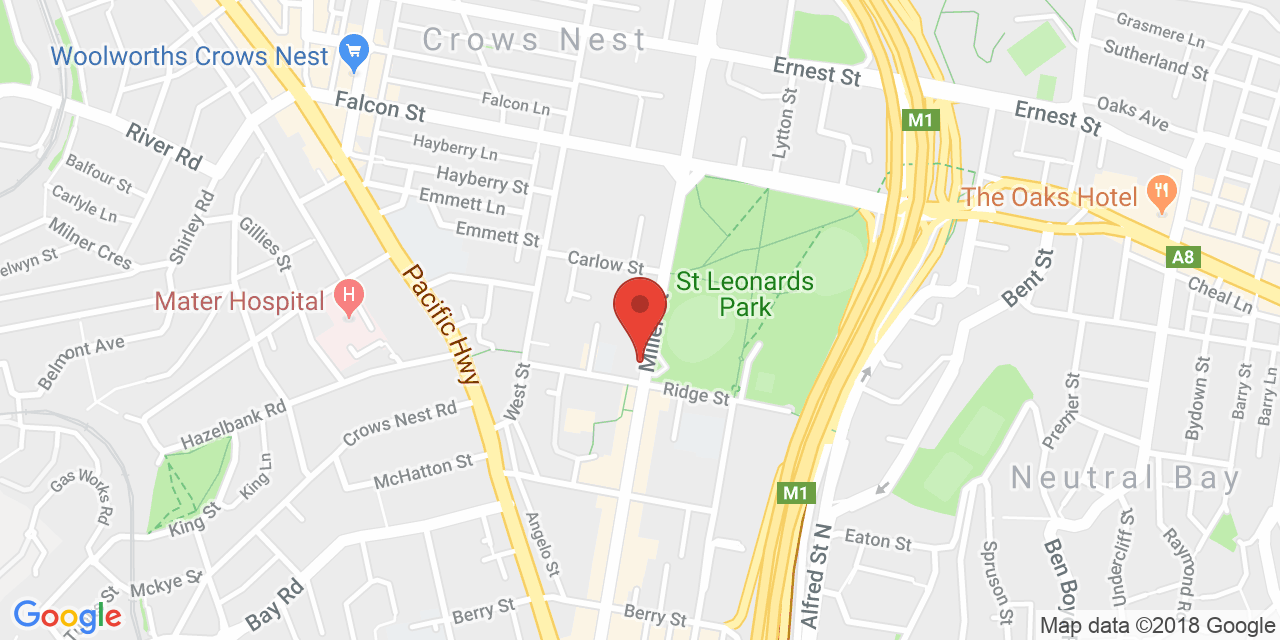 Crows Nest
Woolworths Crows Nest
Grasmere Ln
Sutherland St
Ernest St
Falcon St
Falcon Ln
Lytton St
M1
Oaks Ave
Ernest St
River Rd
Hayberry Ln
Balfour St
Hayberry St
The Oaks Hotel
Carlyle Ln
Shirley Rd
Emmett Ln
Milner Cres
Gillies St
Emmett St
elwyn St
Carlow St
A8
Bent St
Cheal Ln
Mater Hospital
H
Pacific Hwy
St Leonards
Park
Belmont Ave
Mille
West St
Ridge St
Premier St
Bydown St
Barry St
Barry Ln
Hazelbank Rd
Crows Nest Rd
McHatton St
King Ln
Gas Works Rd
Neutral Bay
M1
King St
Angelo St
Alfred St N
Eaton St
Spruson St
Ben Boy
Undercliff St
Raymond R
Mckye St
Bay Rd
Berry St
Berry St
Google
Map data ©2018 Google